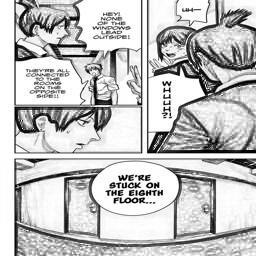 HEY!
NONE
OF THE
WINDOWS
LEAD
OUTSIDE!
UH—
THEY'RE ALL
CONNECTED
TO THE
ROOMS
ON THE
OPPOSITE
SIDE!!
WHUUH?!
WE'RE
STUCK ON
THE EIGHTH
FLOOR...